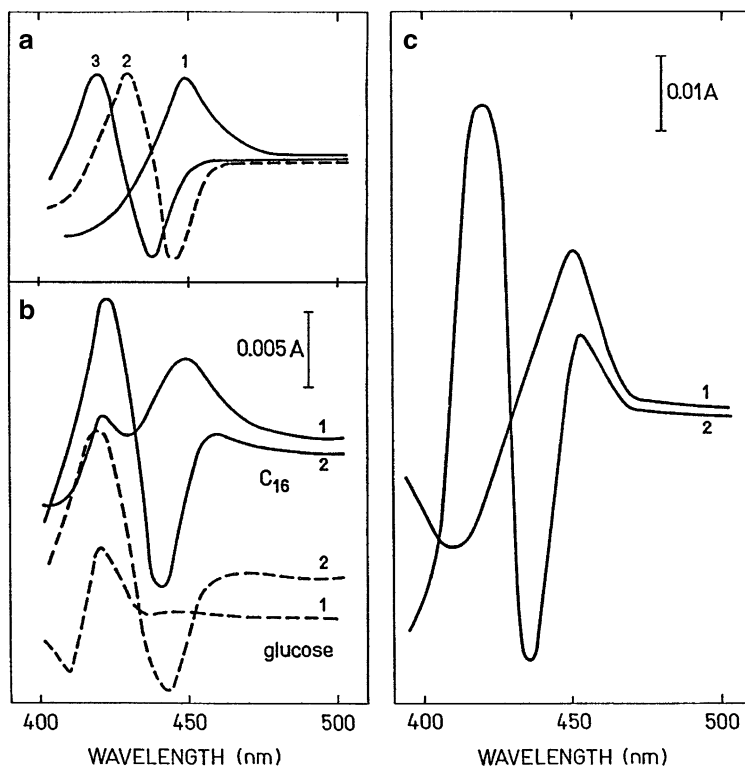 a
3 2 1
b
0.005 A
1
2
C₁₆
2
1
glucose
400 450 500
WAVELENGTH (nm)
c
0.01A
1
2
400 450 500
WAVELENGTH (nm)